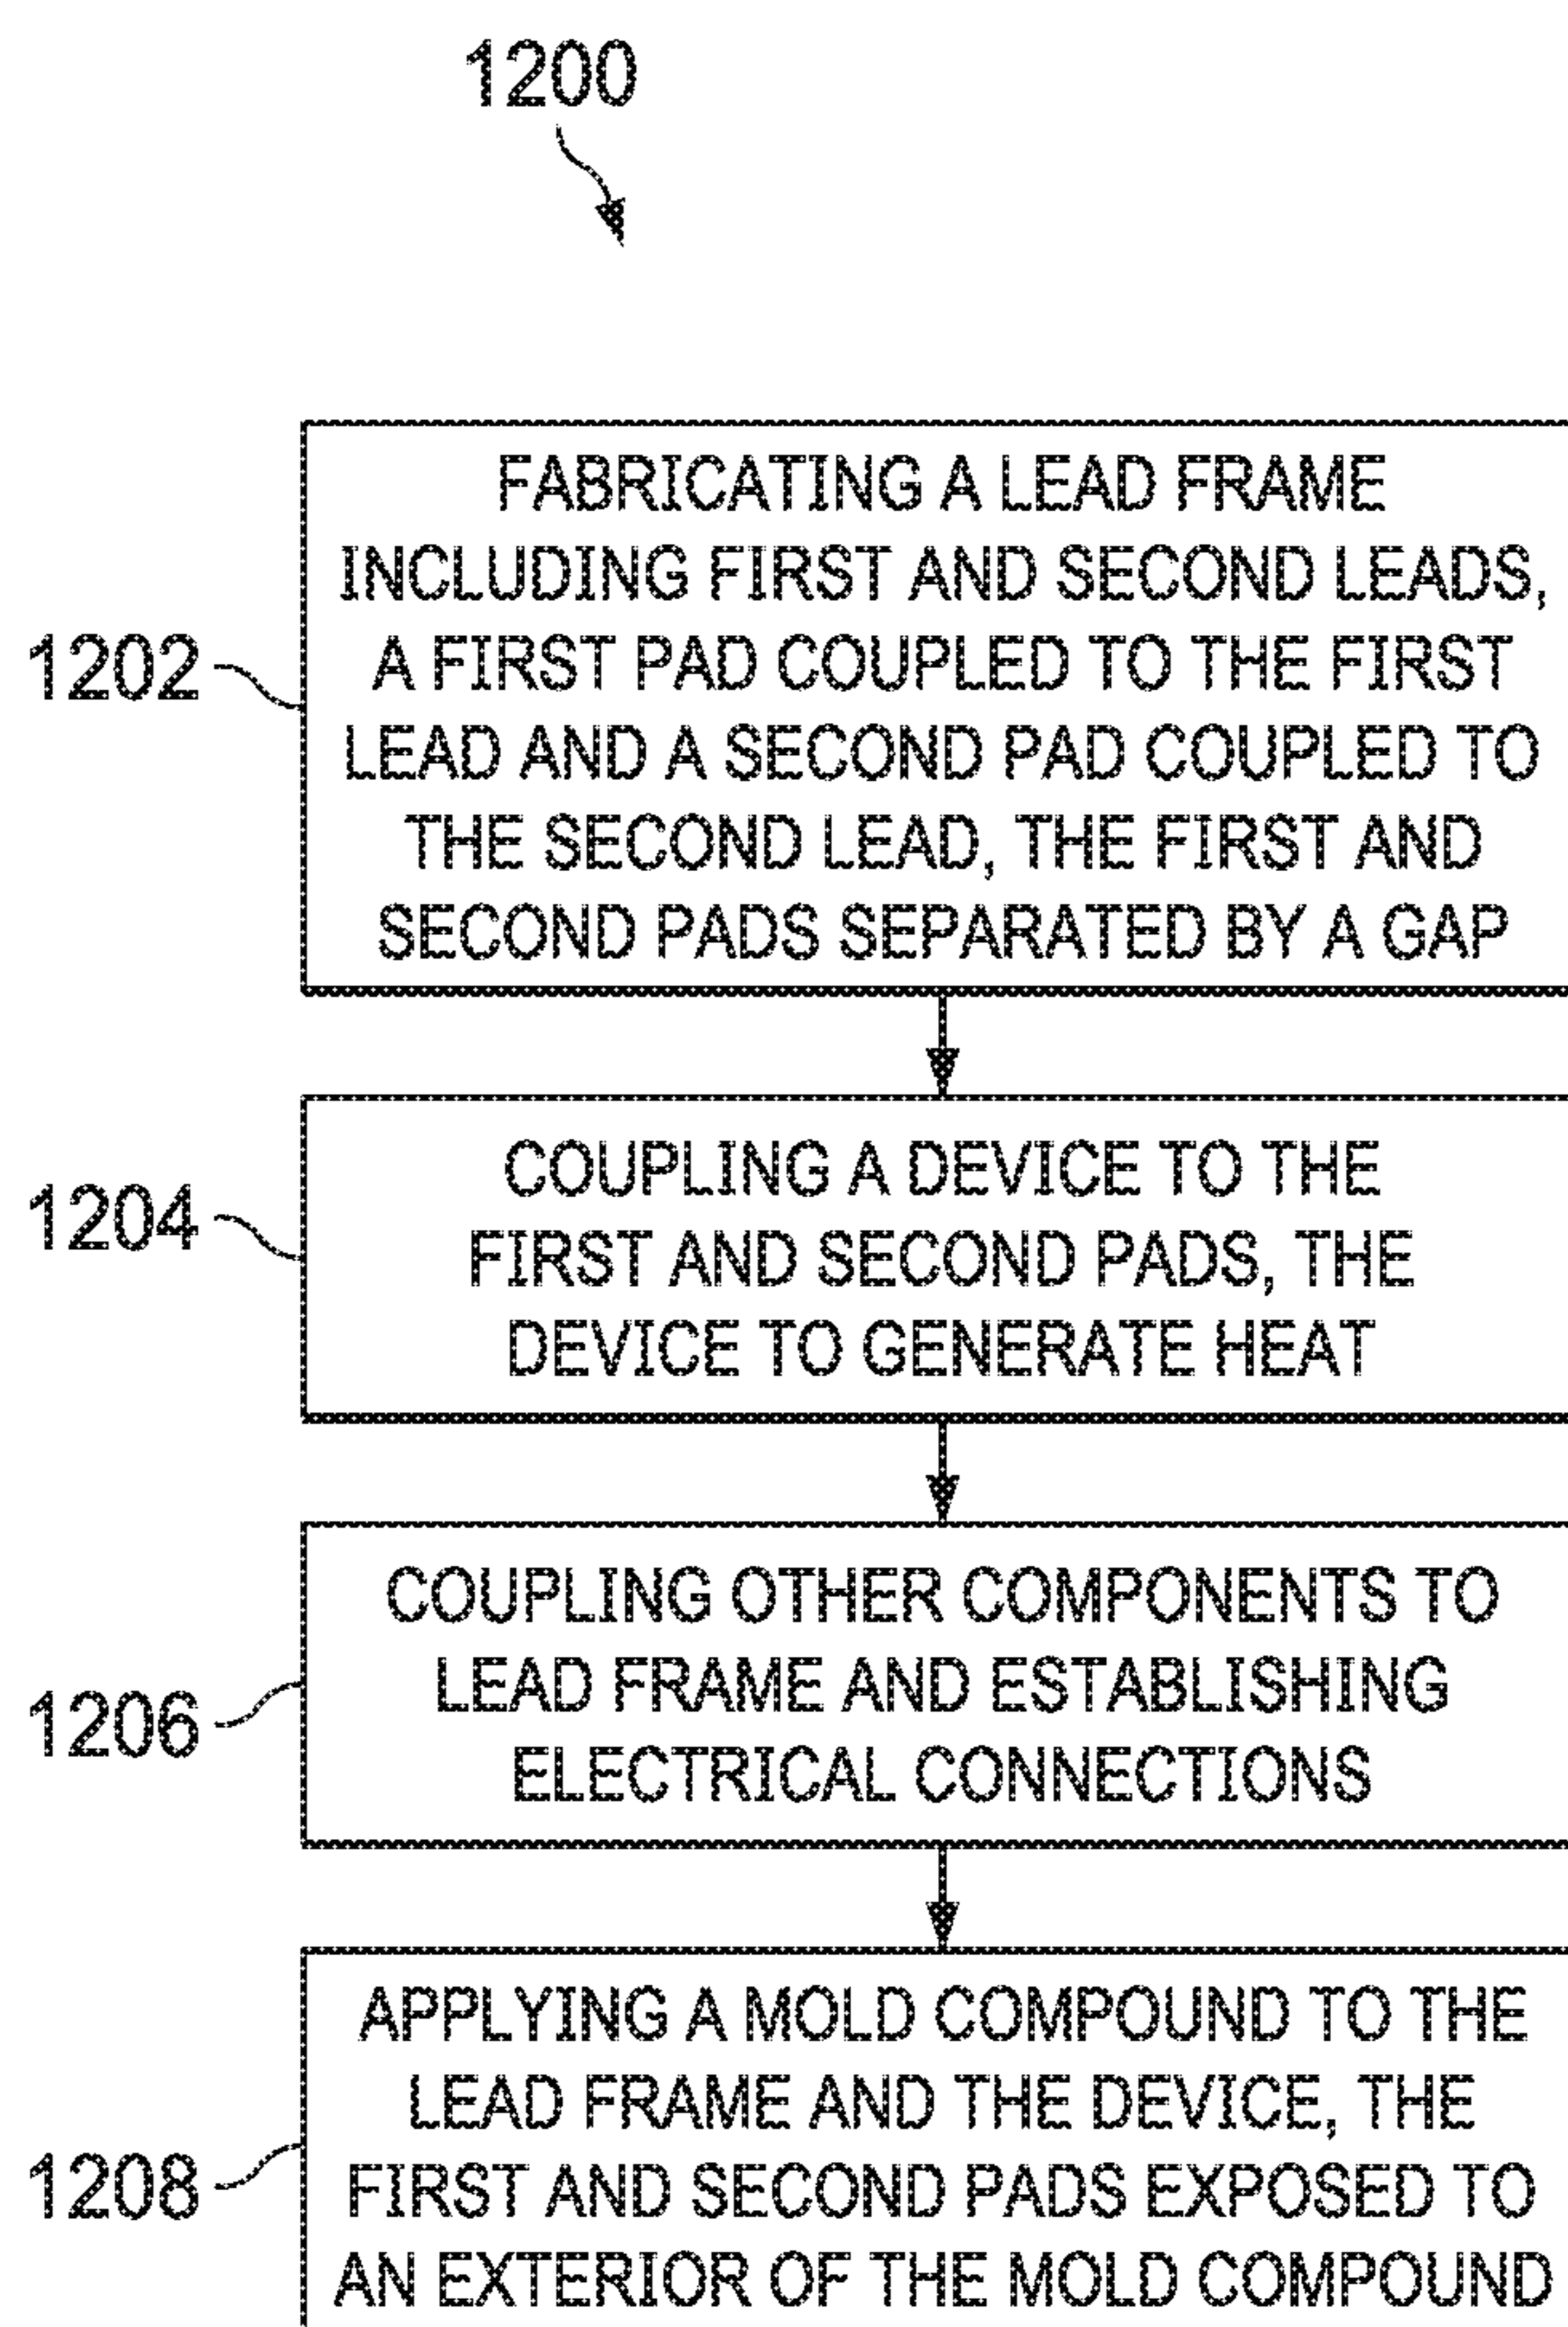 1200
FABRICATING A LEAD FRAME
INCLUDING FIRST AND SECOND LEADS,
1202
A FIRST PAD COUPLED TO THE FIRST
LEAD AND A SECOND PAD COUPLED TO
THE SECOND LEAD, THE FIRST AND
SECOND PADS SEPARATED BY A GAP
1204
COUPLING A DEVICE TO THE
FIRST AND SECOND PADS, THE
DEVICE TO GENERATE HEAT
1206
COUPLING OTHER COMPONENTS TO
LEAD FRAME AND ESTABLISHING
ELECTRICAL CONNECTIONS
1208
APPLYING A MOLD COMPOUND TO THE
LEAD FRAME AND THE DEVICE, THE
FIRST AND SECOND PADS EXPOSED TO
AN EXTERIOR OF THE MOLD COMPOUND